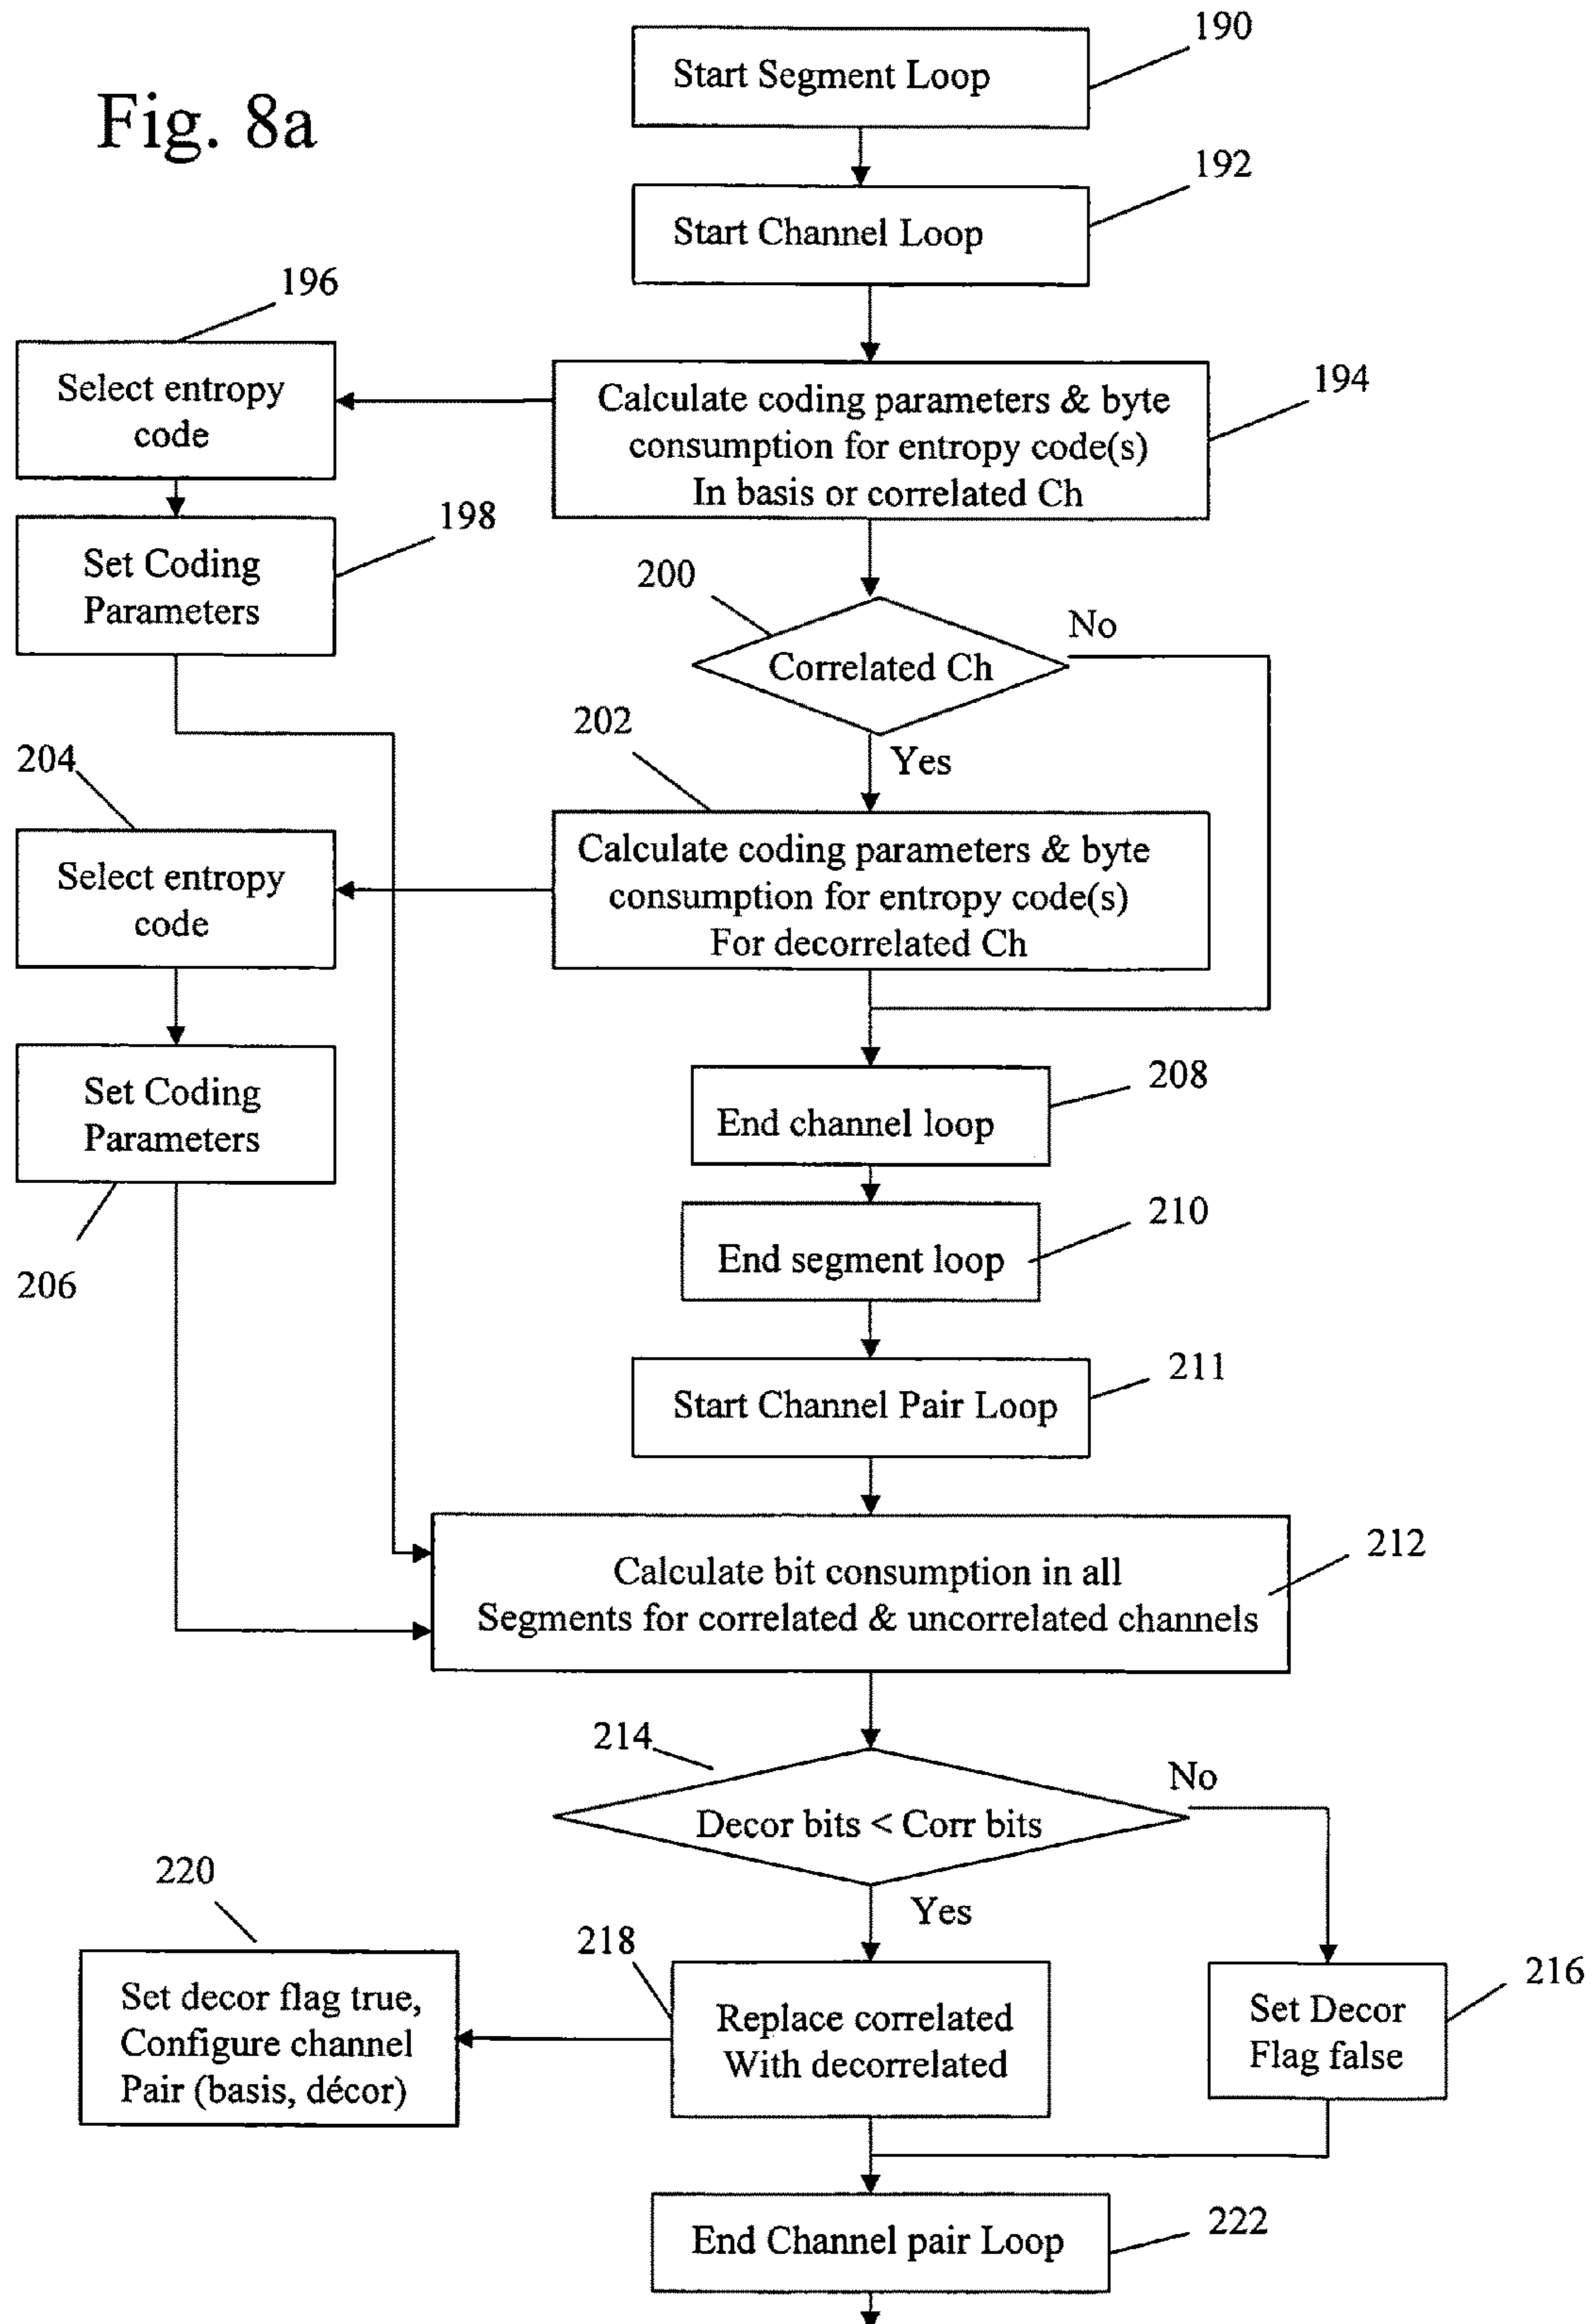 Fig. 8a
190
Start Segment Loop
192
Start Channel Loop
196
Select entropy
code
194
Calculate coding parameters & byte
consumption for entropy code(s)
In basis or correlated Ch
198
Set Coding
Parameters
200
Correlated Ch
No
Yes
202
Calculate coding parameters & byte
consumption for entropy code(s)
For decorrelated Ch
204
Select entropy
code
Set Coding
Parameters
206
208
End channel loop
210
End segment loop
211
Start Channel Pair Loop
212
Calculate bit consumption in all
Segments for correlated & uncorrelated channels
214
Decor bits < Corr bits
No
Yes
220
Set decor flag true,
Configure channel
Pair (basis, décor)
218
Replace correlated
With decorrelated
216
Set Decor
Flag false
222
End Channel pair Loop